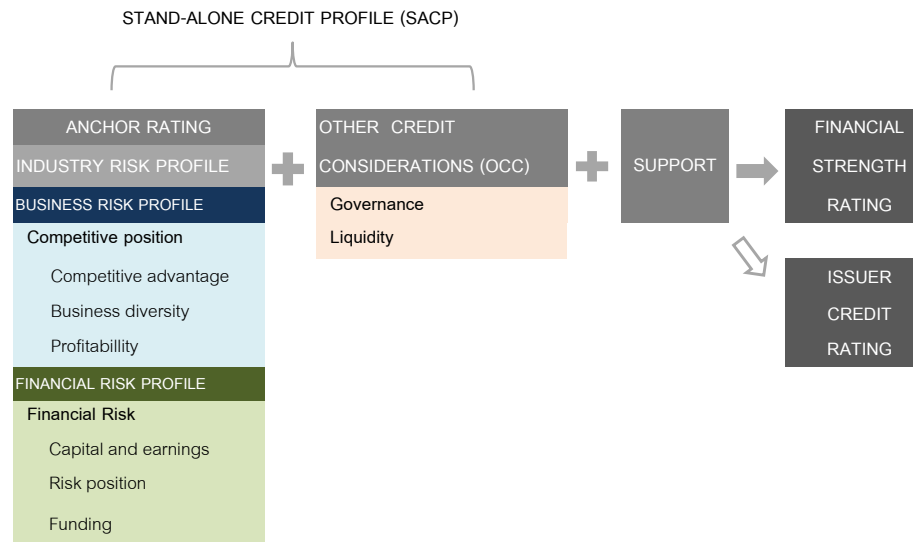 STAND-ALONE CREDIT PROFILE (SACP)
ANCHOR RATING
INDUSTRY RISK PROFILE
BUSINESS RISK PROFILE
Competitive position
Competitive advantage
Business diversity
Profitabillity
FINANCIAL RISK PROFILE
Financial Risk
Capital and earnings
Risk position
Funding
OTHER CREDIT
CONSIDERATIONS (OCC)
Governance
Liquidity
SUPPORT
FINANCIAL
STRENGTH
RATING
ISSUER
CREDIT
RATING